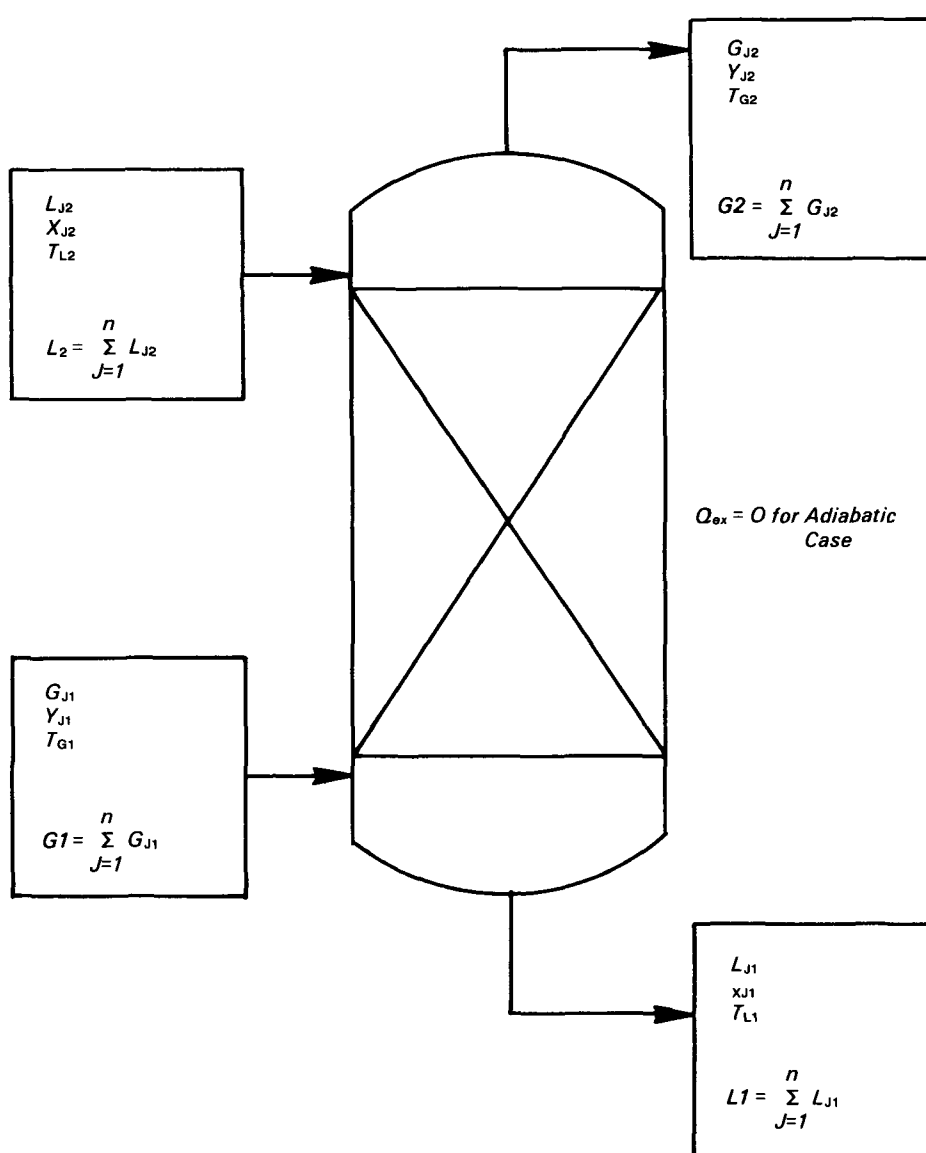 G_J2
Y_J2
T_G2
n
G2 = Σ G_J2
J=1
L_J2
X_J2
T_L2
n
L_2 = Σ L_J2
J=1
Q_ex = O for Adiabatic
Case
G_J1
Y_J1
T_G1
n
G1 = Σ G_J1
J=1
L_J1
xJ1
T_L1
n
L1 = Σ L_J1
J=1